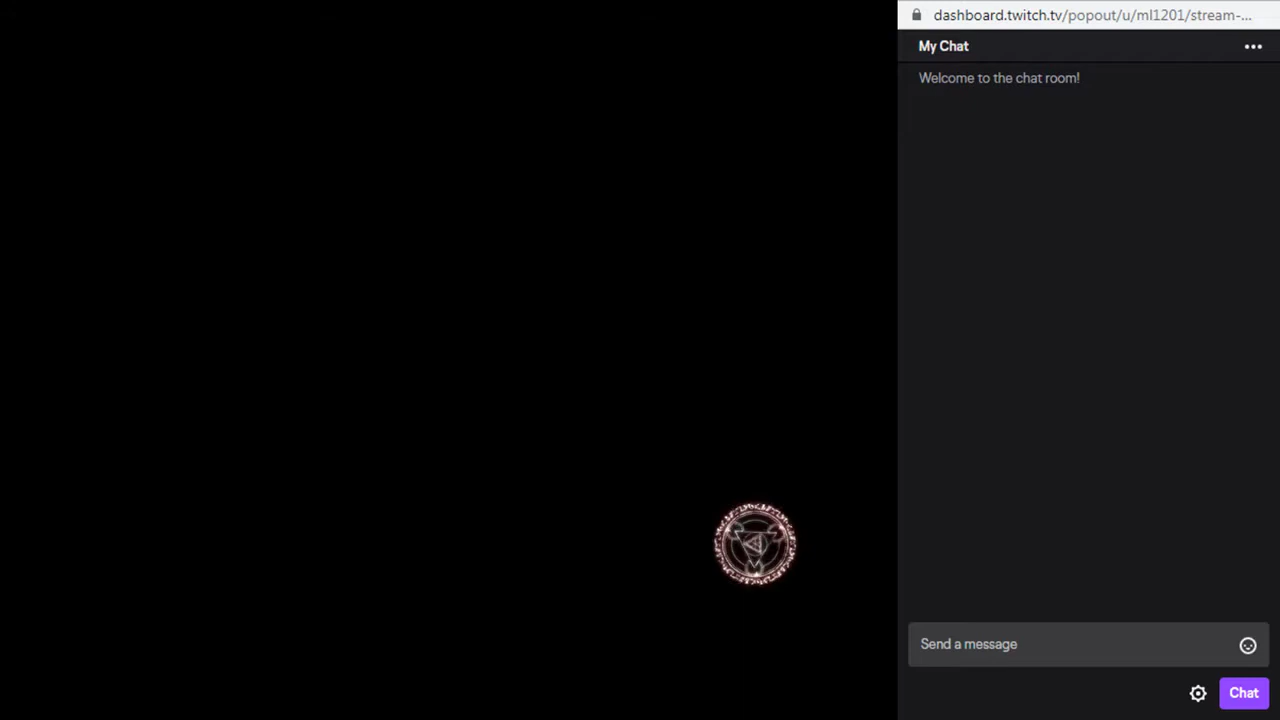 dashboard.twitch.tv/popout/u/ml1201/stream-...
My Chat
Welcome to the chat room!
Send a message
Chat